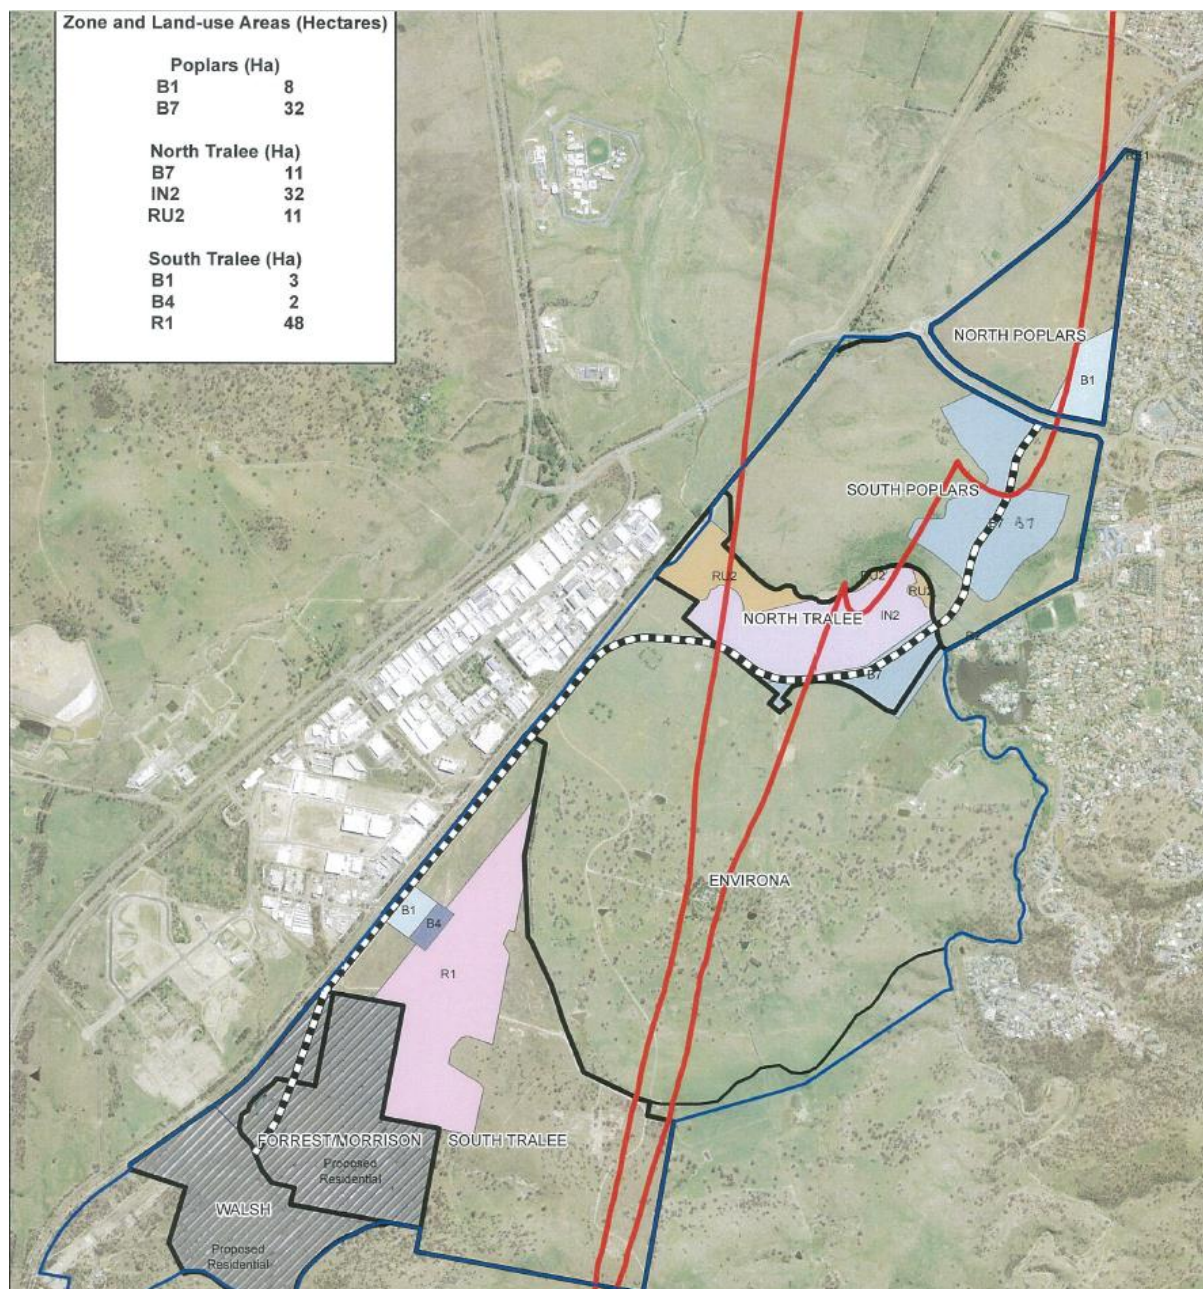 Zone and Land-use Areas (Hectares)
Poplars (Ha)
B1 8
B7 32
North Tralee (Ha)
B7 11
IN2 32
RU2 11
South Tralee (Ha)
B1 3
B4 2
R1 48
NORTH POPLARS
B1
SOUTH POPLARS
B7
B7
RU2
RU2
RU2
IN2
NORTH TRALEE
B7
ENVIRONA
B1
B4
R1
FORREST/MORRISON
SOUTH TRALEE
Proposed
Residential
WALSH
Proposed
Residential